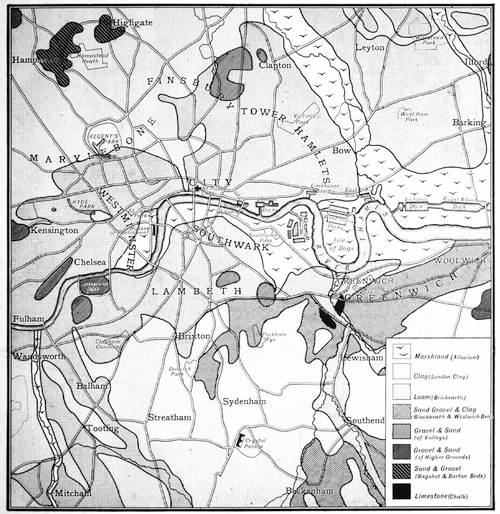 Highgate
Hampstead
Heath
Leyton
Ilford
Clapton
FINSBURY
TOWER HAMLETS
Victoria
Park
West Ham
Park
Barking
REGENT'S
PARK
MARYLEBONE
Bow
CITY
HYDE
PARK
WESTMINSTER
Kensington
SOUTHWARK
Isle
of Dogs
WOOLWICH
Chelsea
GREENWICH
GREENWICH
LAMBETH
Fulham
Brixton
Clapham
Common
Peckham
Rye
Wandsworth
Lewisham
Dulwich
Park
Balham
Sydenham
Streatham
Southend
Tooting
Crystal
Palace
Mitcham
Beckenham
Marshland (Alluvium)
Clay (London Clay)
Loam (Brickearth)
Sand Gravel & Clay
(Blackheath & Woolwich Beds)
Gravel & Sand
(of Valleys)
Gravel & Sand
(of Higher Grounds)
Sand & Gravel
(Bagshot & Barton Beds)
Limestone (Chalk)